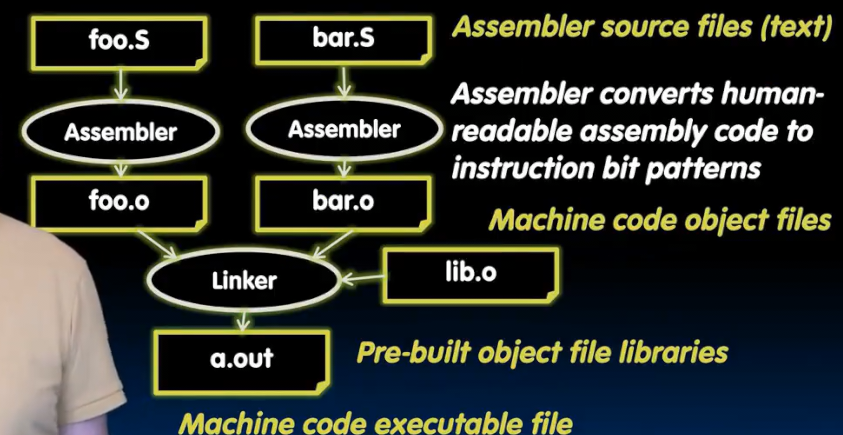 foo.S
bar.S
Assembler source files (text)
Assembler
Assembler
Assembler converts human-
readable assembly code to
instruction bit patterns
foo.o
bar.o
Machine code object files
Linker
lib.o
a.out
Pre-built object file libraries
Machine code executable file